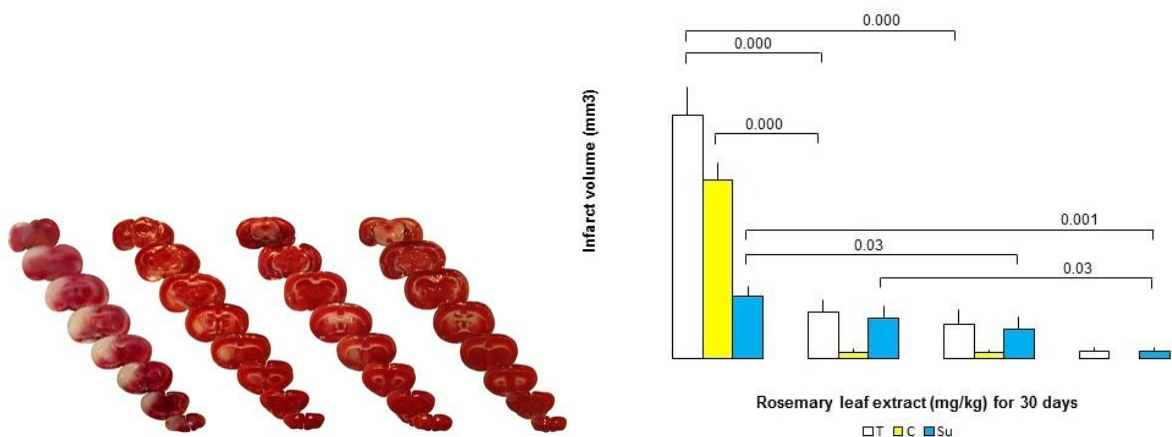 0.000
0.000
0.000
0.001
0.03
0.03
Infarct volume (mm3)
Rosemary leaf extract (mg/kg) for 30 days
T C Su